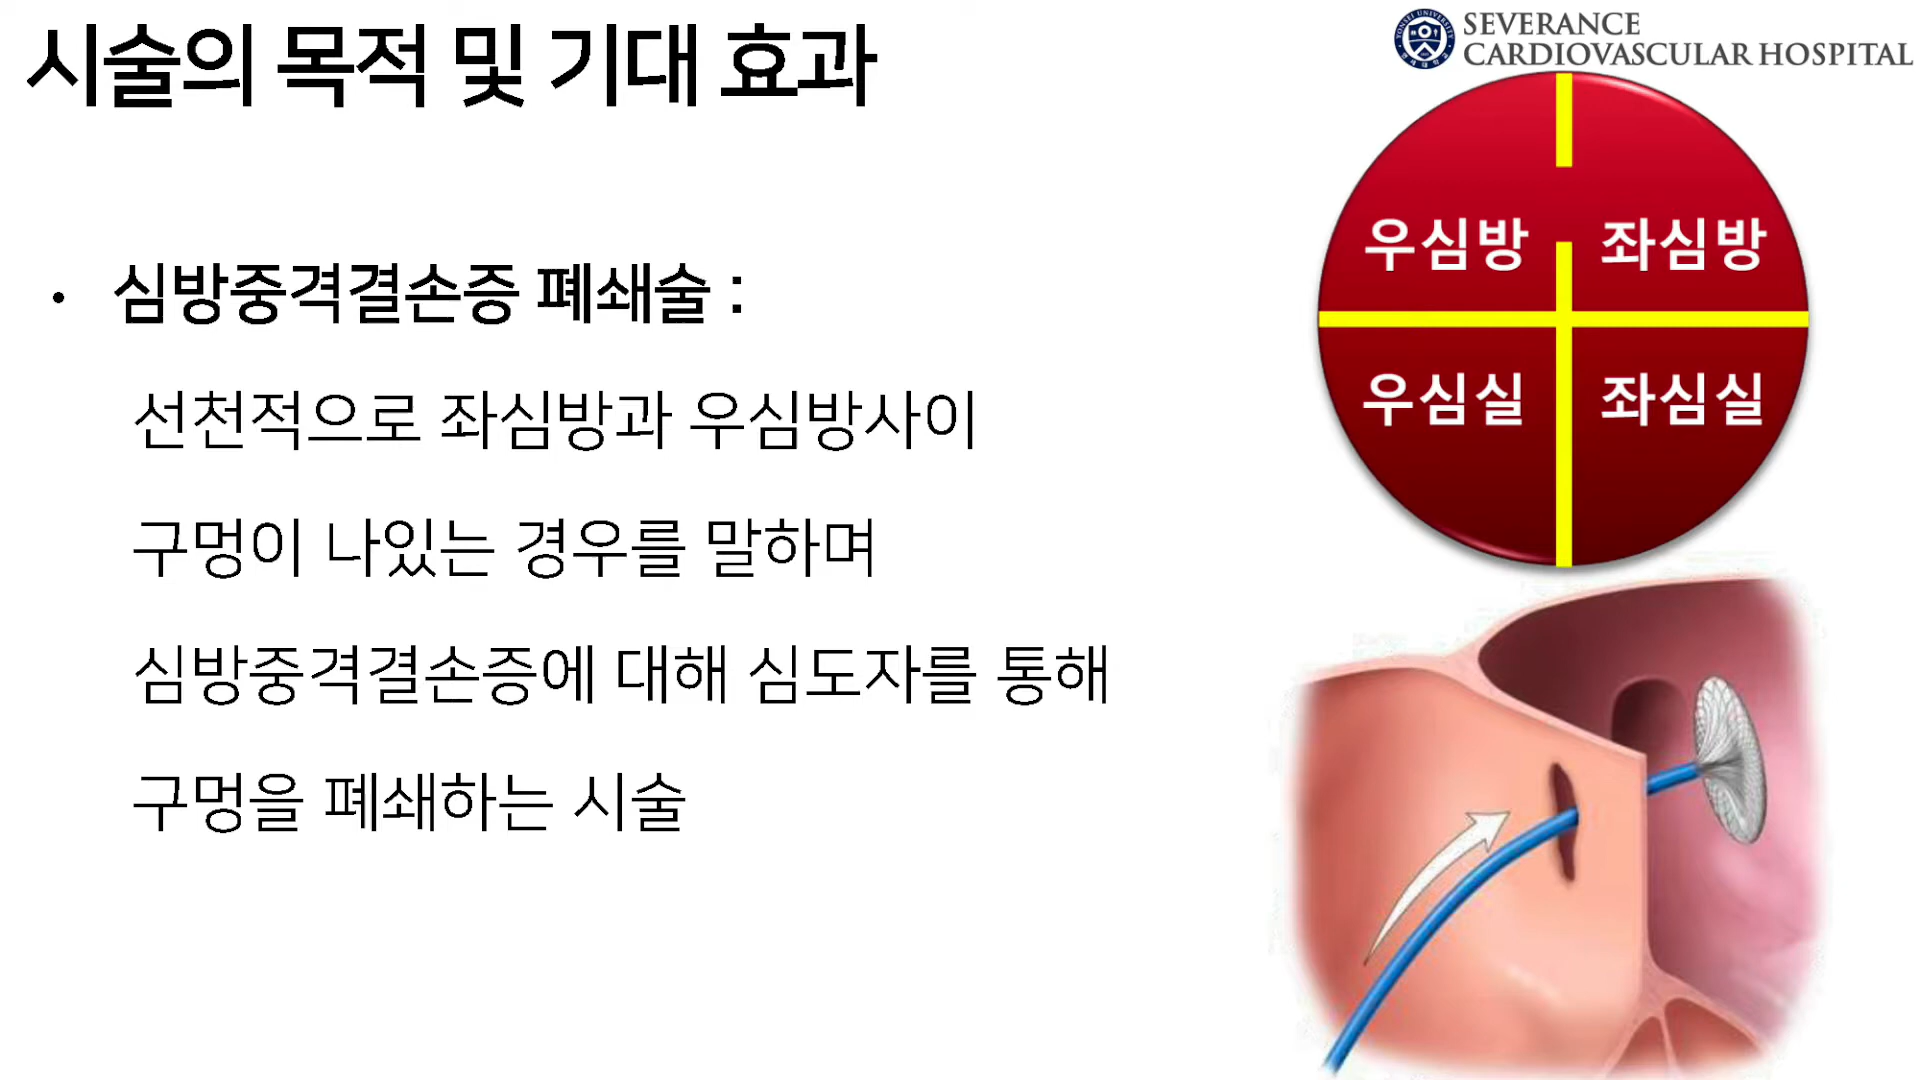 시술의 목적 및 기대 효과
SEVERANCE
CARDIOVASCULAR HOSPITAL
• 심방중격결손증 폐쇄술 :
선천적으로 좌심방과 우심방사이
구멍이 나있는 경우를 말하며
심방중격결손증에 대해 심도자를 통해
구멍을 폐쇄하는 시술
우심방 좌심방
우심실 좌심실